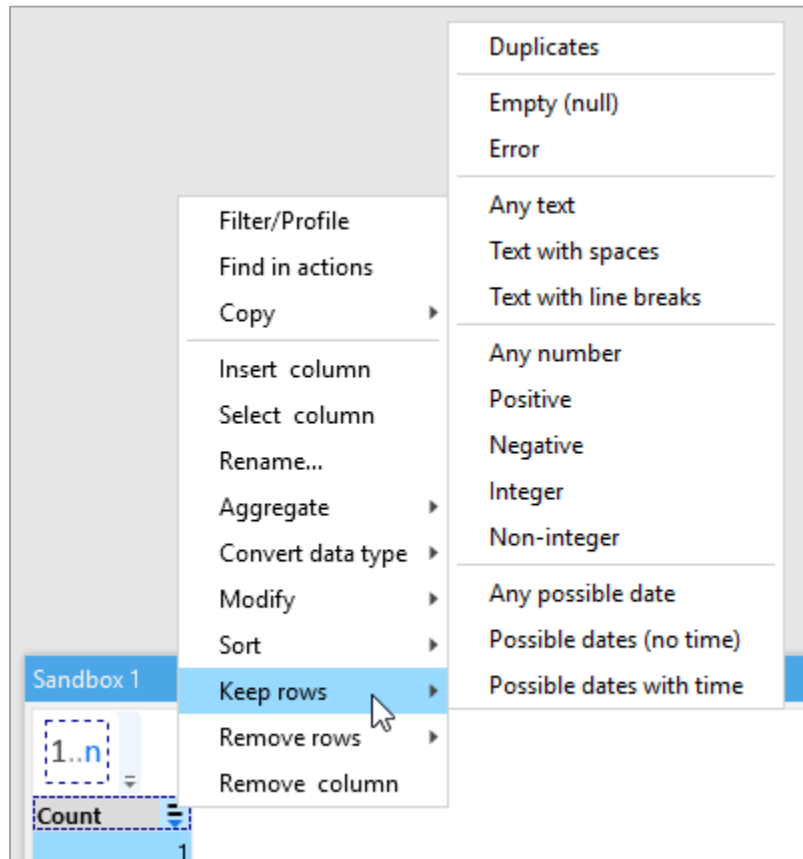 Duplicates
Empty (null)
Error
Any text
Text with spaces
Text with line breaks
Any number
Positive
Negative
Integer
Non-integer
Any possible date
Possible dates (no time)
Possible dates with time
Filter/Profile
Find in actions
Copy
Insert column
Select column
Rename...
Aggregate
Convert data type
Modify
Sort
Keep rows
Remove rows
Remove column
Sandbox 1
1..n
Count
1